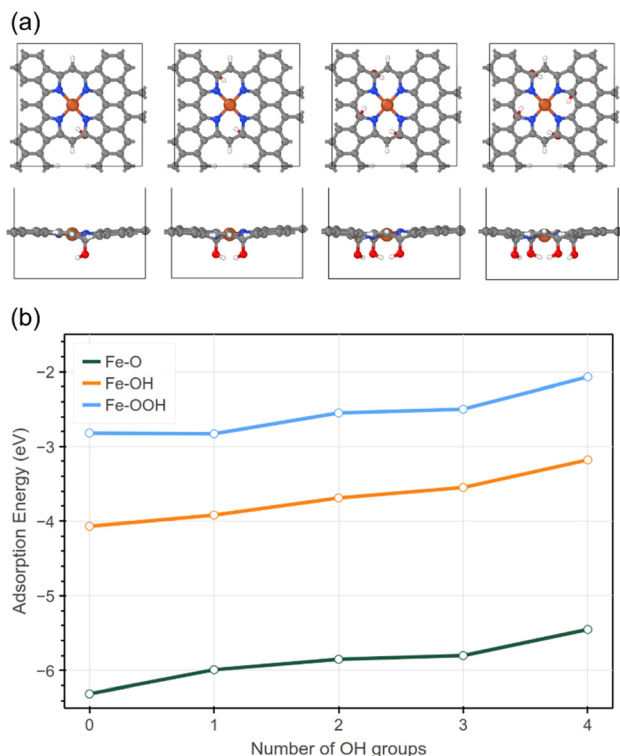 (a)
(b)
Fe-O
Fe-OH
Fe-OOH
Adsorption Energy (eV)
−2
−3
−4
−5
−6
0 1 2 3 4
Number of OH groups